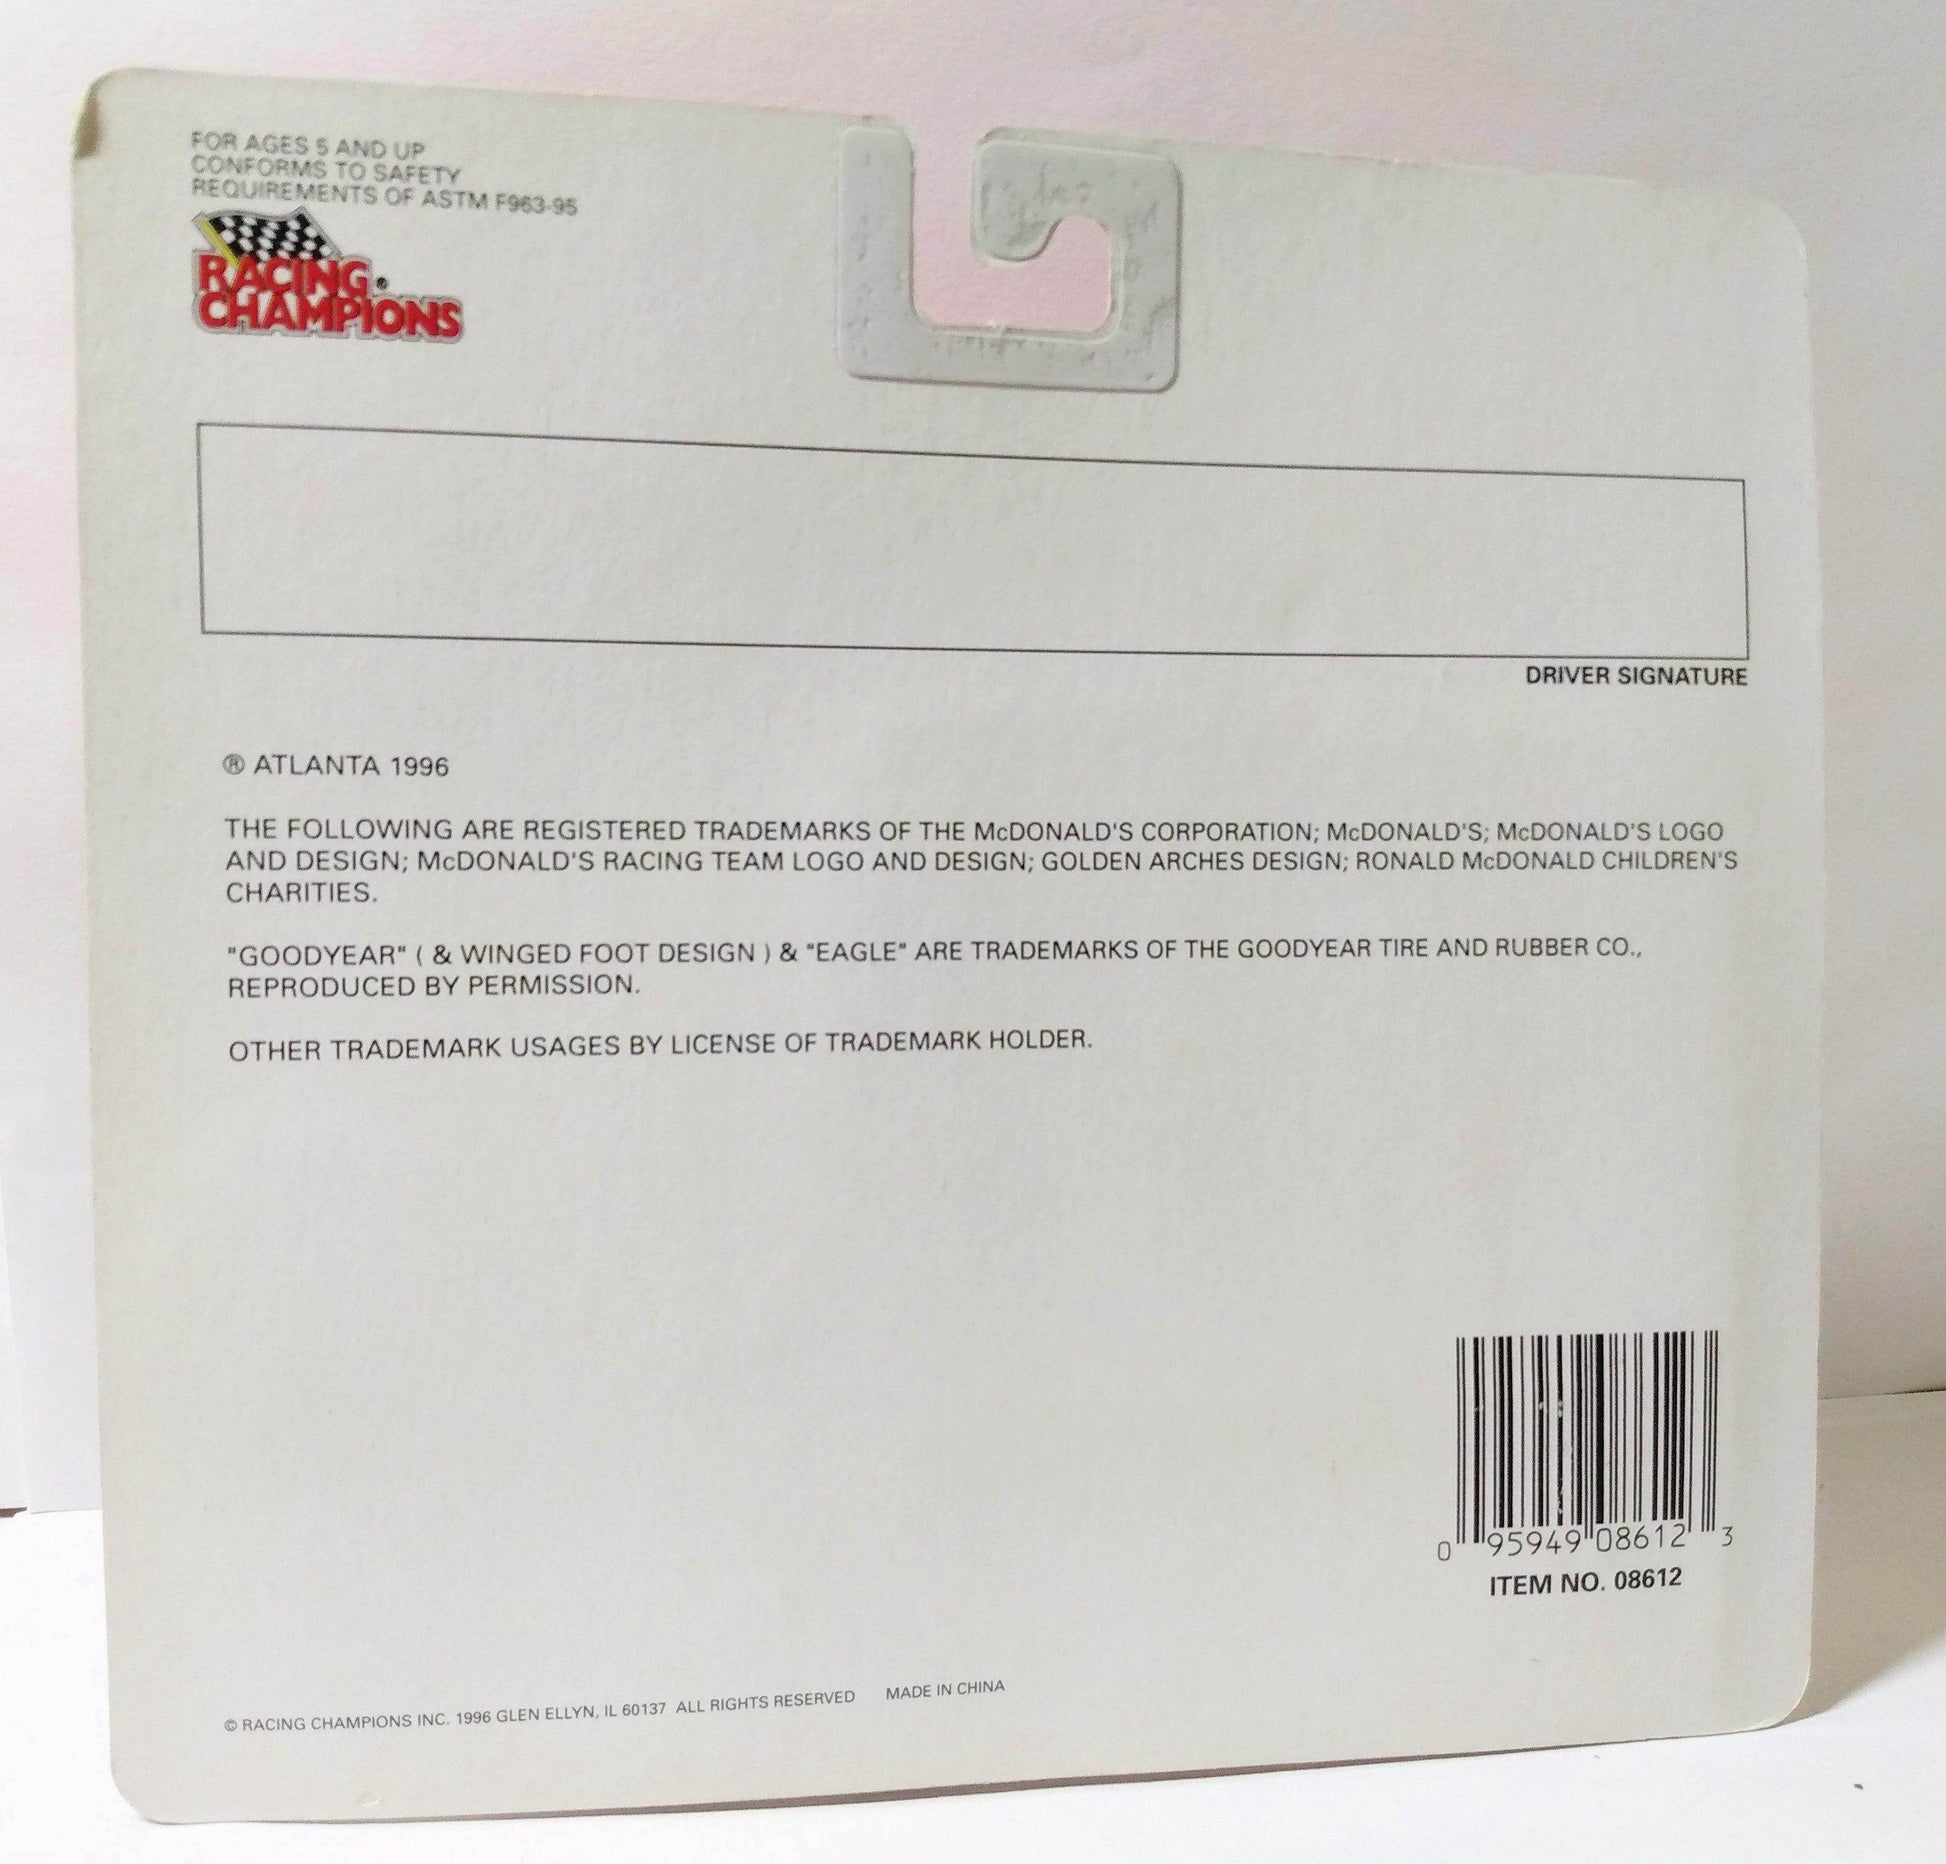 FOR AGES 5 AND UP
CONFORMS TO SAFETY
REQUIREMENTS OF ASTM F963-95
RACING
CHAMPIONS
DRIVER SIGNATURE
® ATLANTA 1996
THE FOLLOWING ARE REGISTERED TRADEMARKS OF THE McDONALD'S CORPORATION; McDONALD'S; McDONALD'S LOGO
AND DESIGN; McDONALD'S RACING TEAM LOGO AND DESIGN; GOLDEN ARCHES DESIGN; RONALD McDONALD CHILDREN'S
CHARITIES.
"GOODYEAR" ( & WINGED FOOT DESIGN ) & "EAGLE" ARE TRADEMARKS OF THE GOODYEAR TIRE AND RUBBER CO.,
REPRODUCED BY PERMISSION.
OTHER TRADEMARK USAGES BY LICENSE OF TRADEMARK HOLDER.
0 95949 08612 3
ITEM NO. 08612
© RACING CHAMPIONS INC. 1996 GLEN ELLYN, IL 60137 ALL RIGHTS RESERVED MADE IN CHINA